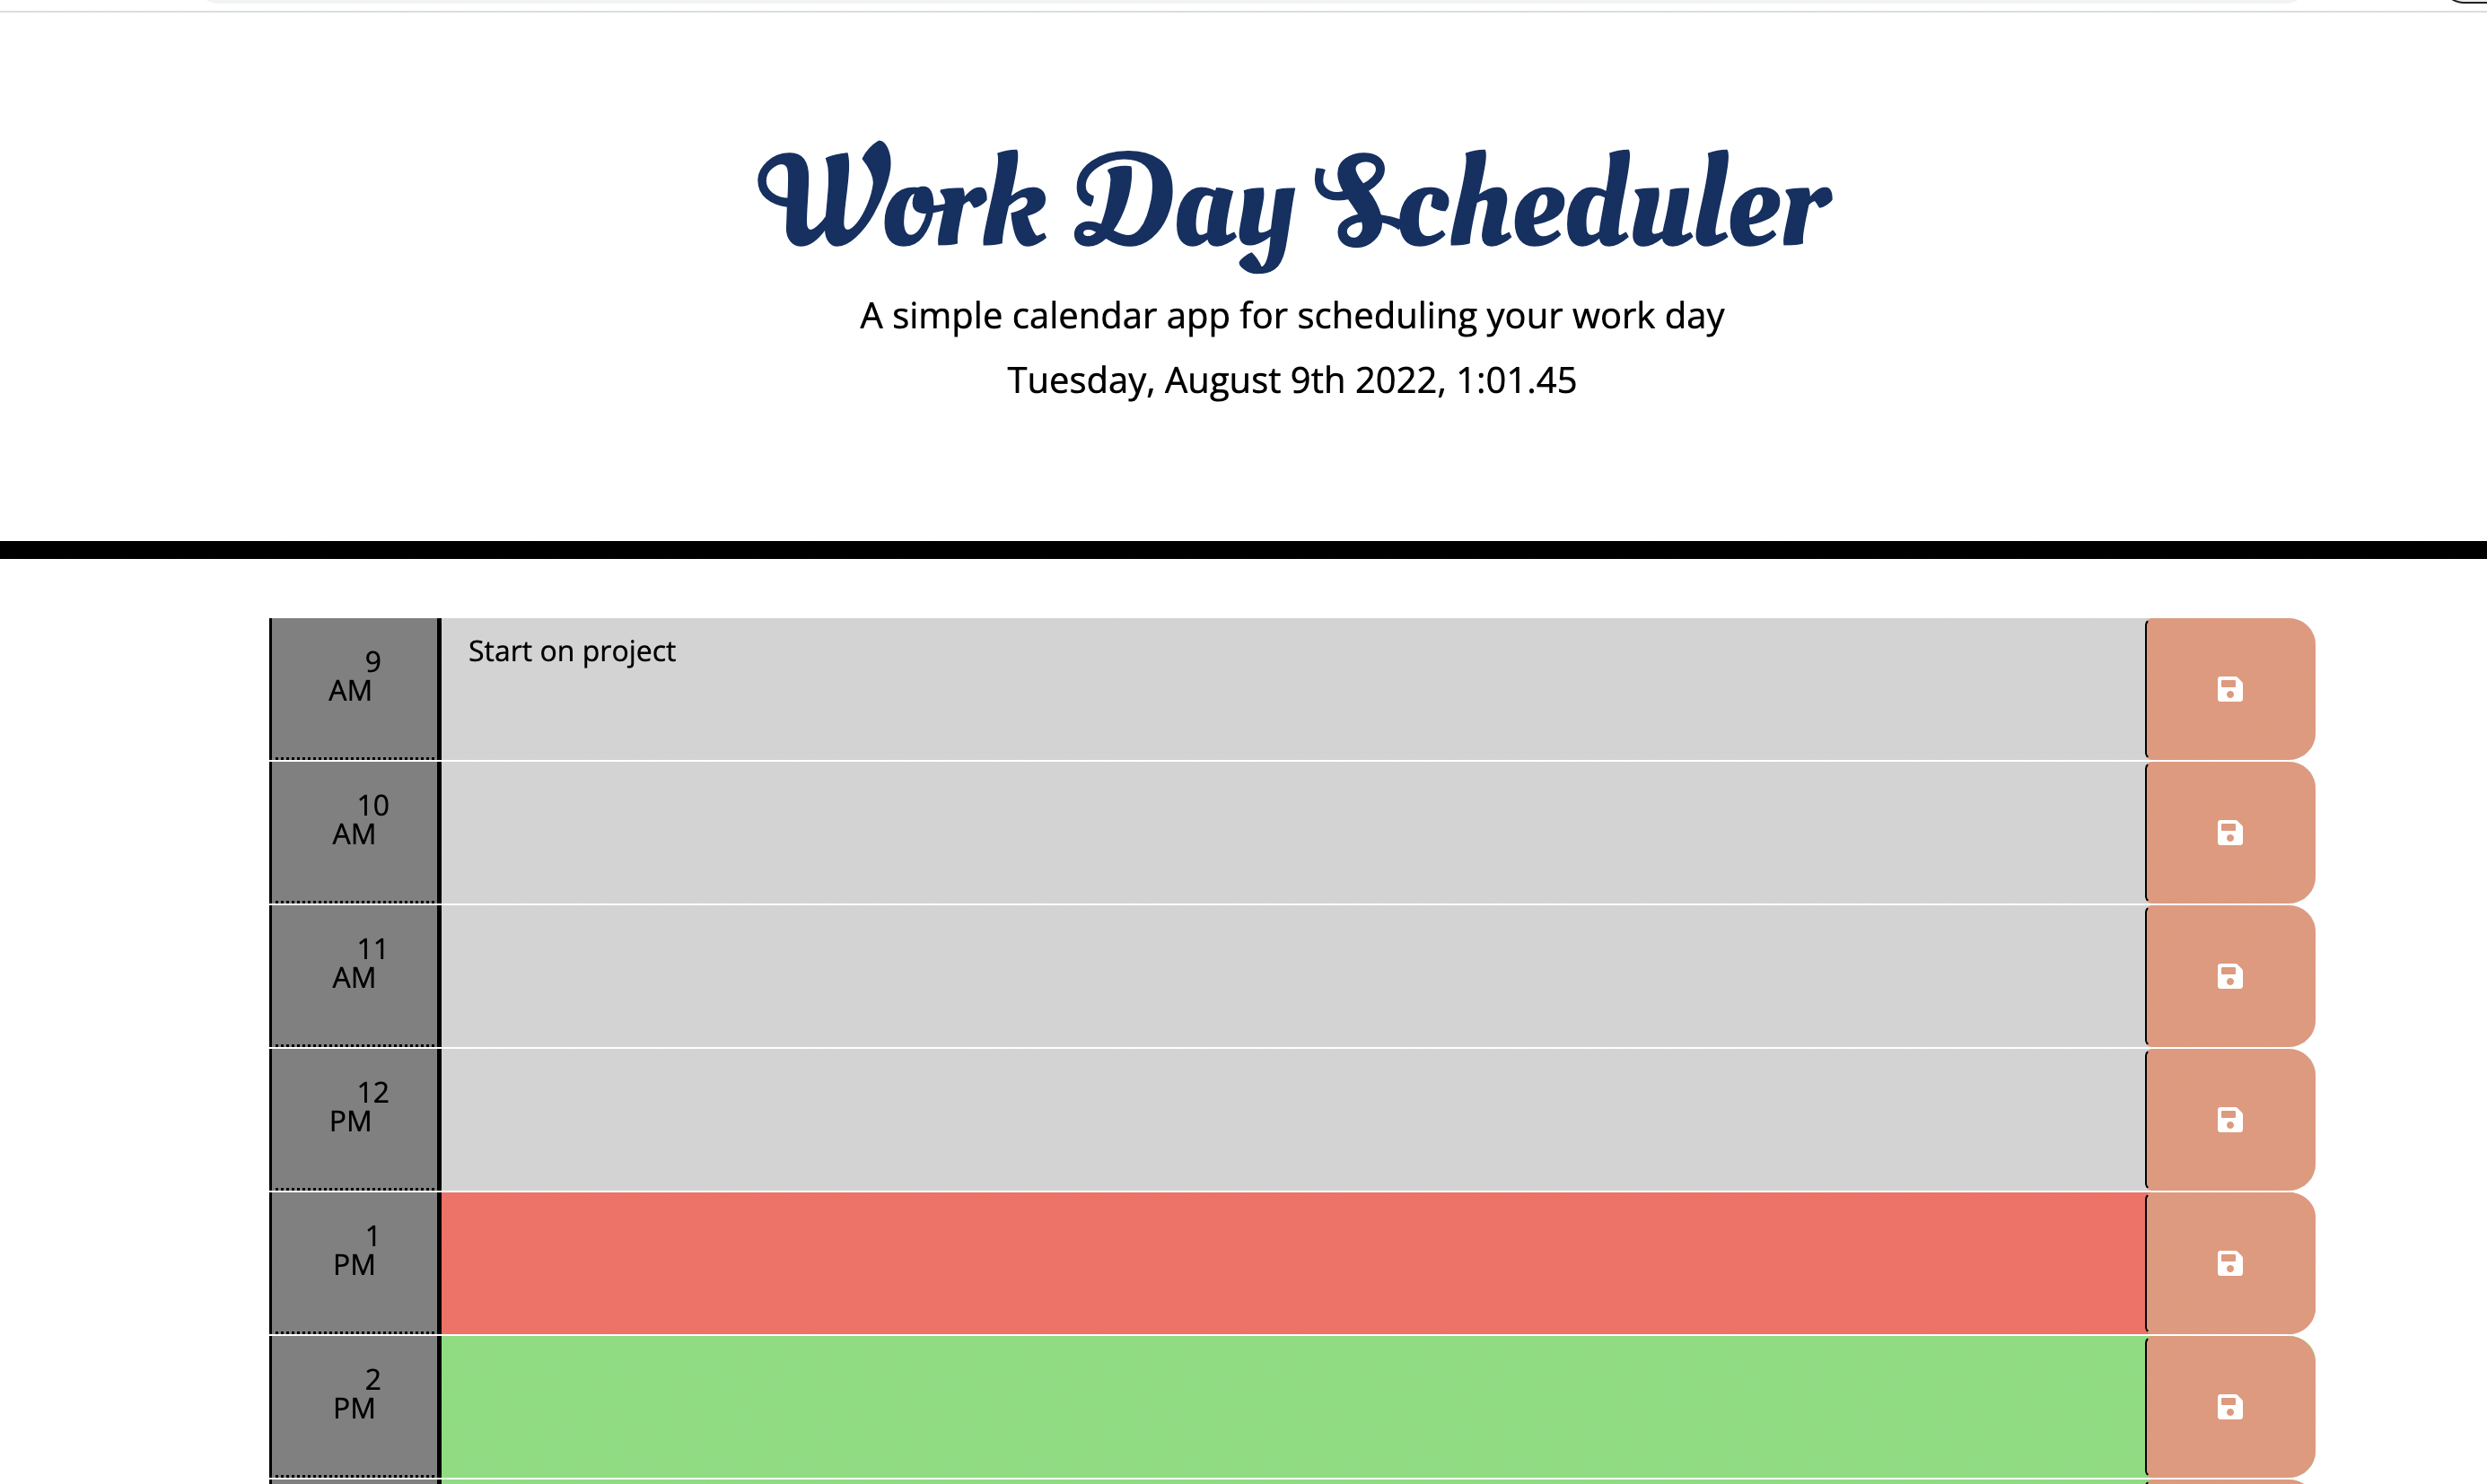 Work Day Scheduler
A simple calendar app for scheduling your work day
Tuesday, August 9th 2022, 1:01.45
9
AM
Start on project
10
AM
11
AM
12
PM
1
PM
2
PM